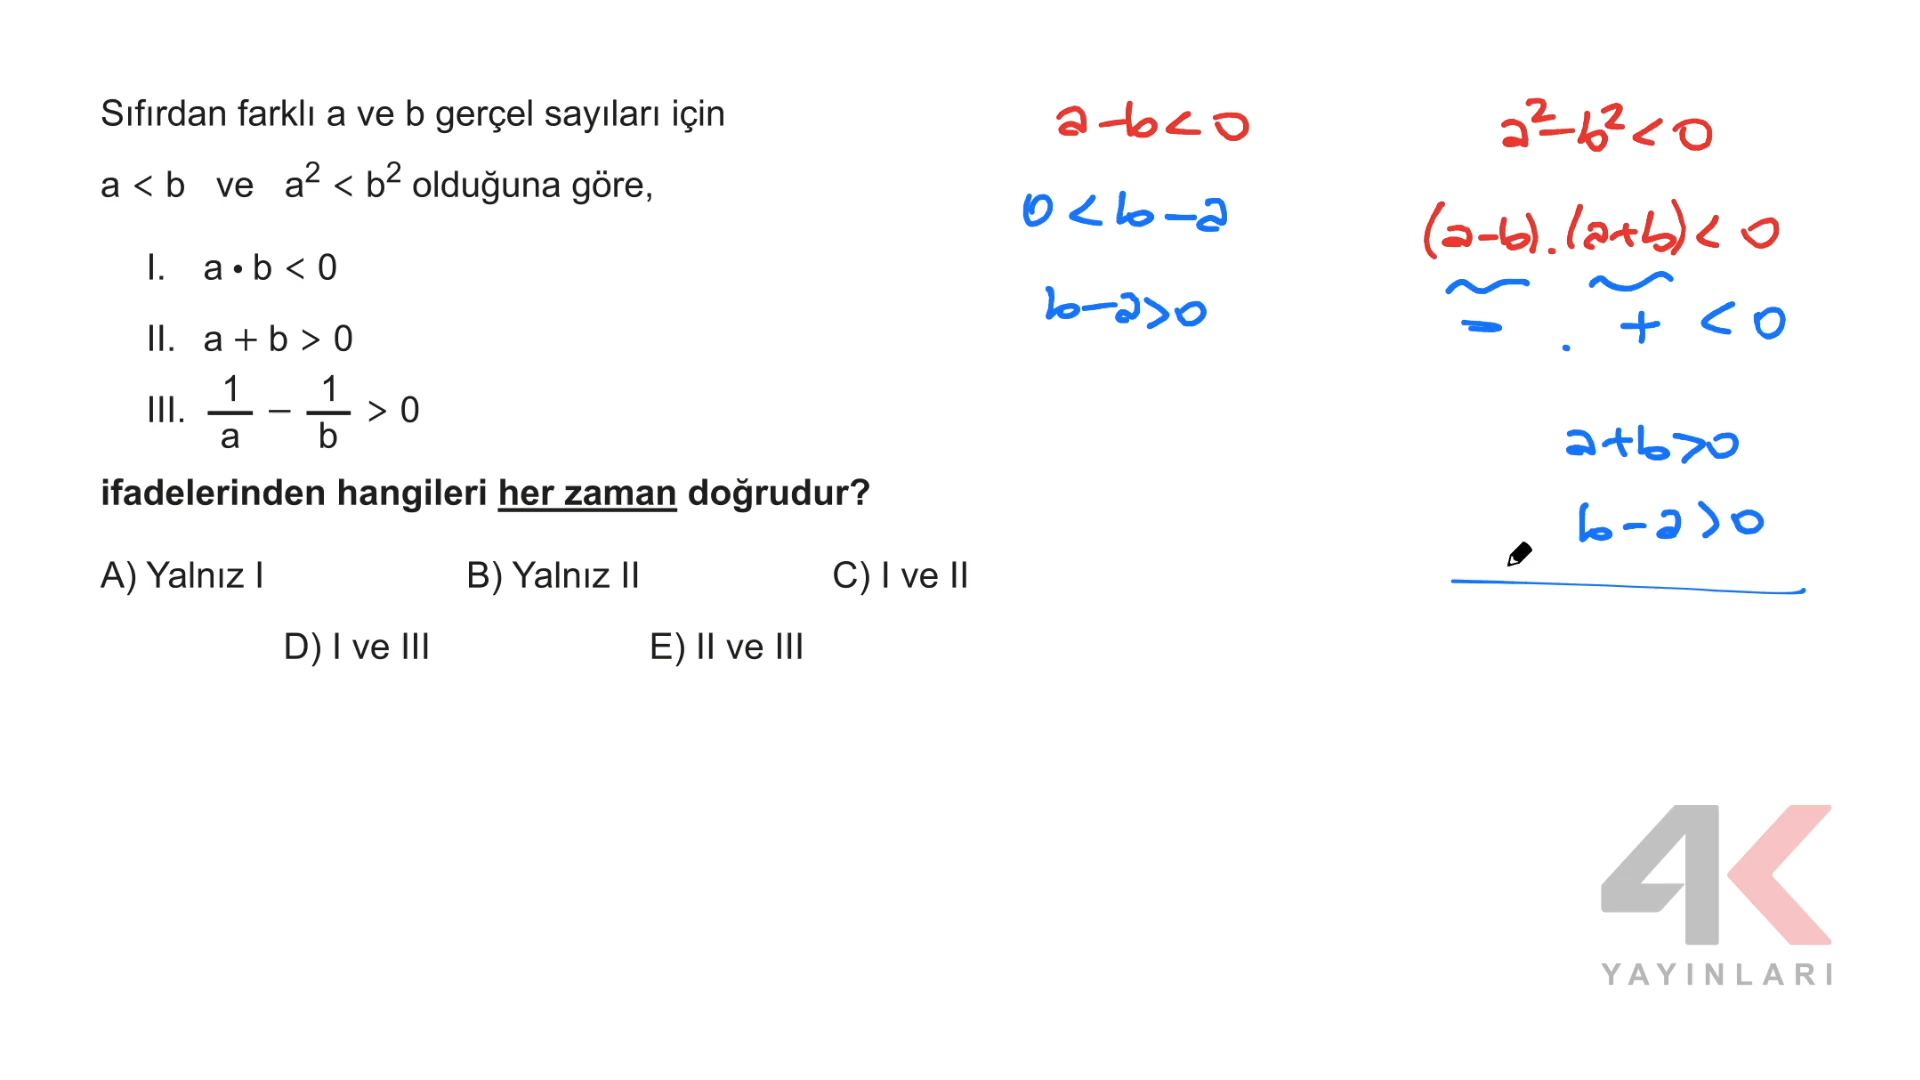 Sıfırdan farklı a ve b gerçel sayıları için
a < b ve a² < b² olduğuna göre,
I. a • b < 0
II. a + b > 0
III. 1/a − 1/b > 0
ifadelerinden hangileri her zaman doğrudur?
A) Yalnız I B) Yalnız II C) I ve II
D) I ve III E) II ve III
a − b < 0
0 < b − a
b − a > 0
a² − b² < 0
(a − b) . (a + b) < 0
− . + < 0
a + b > 0
b − a > 0
4K
YAYINLARI